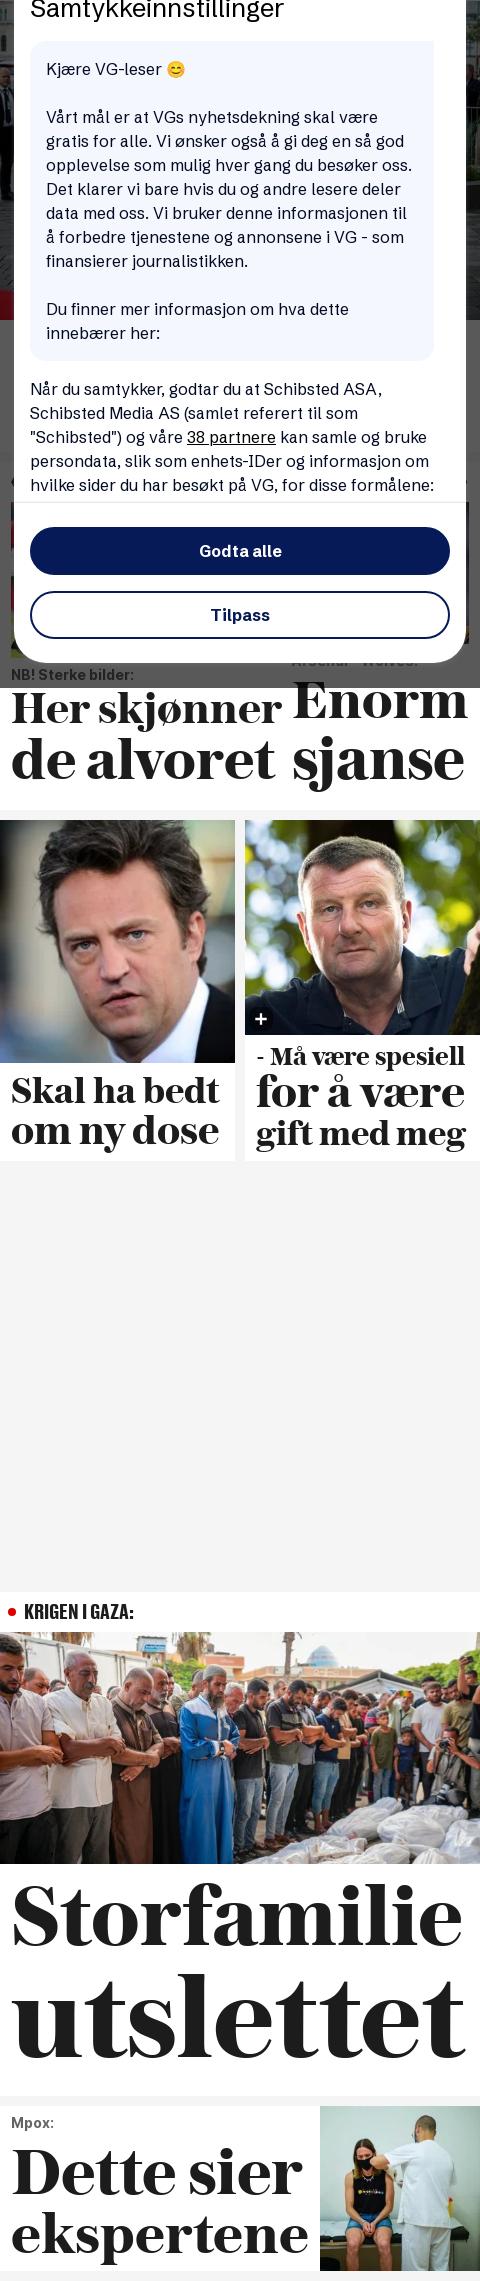 Samtykkeinnstillinger
Kjære VG-leser 😊
Vårt mål er at VGs nyhetsdekning skal være
gratis for alle. Vi ønsker også å gi deg en så god
opplevelse som mulig hver gang du besøker oss.
Det klarer vi bare hvis du og andre lesere deler
data med oss. Vi bruker denne informasjonen til
å forbedre tjenestene og annonsene i VG - som
finansierer journalistikken.
Du finner mer informasjon om hva dette
innebærer her:
Når du samtykker, godtar du at Schibsted ASA,
Schibsted Media AS (samlet referert til som
"Schibsted") og våre 38 partnere kan samle og bruke
persondata, slik som enhets-IDer og informasjon om
hvilke sider du har besøkt på VG, for disse formålene:
Godta alle
Tilpass
NB! Sterke bilder:
Her skjønner
de alvoret
Arsenal - Wolves:
Enorm
sjanse
Skal ha bedt
om ny dose
- Må være spesiell
for å være
gift med meg
KRIGEN I GAZA:
Storfamilie
utslettet
Mpox:
Dette sier
ekspertene